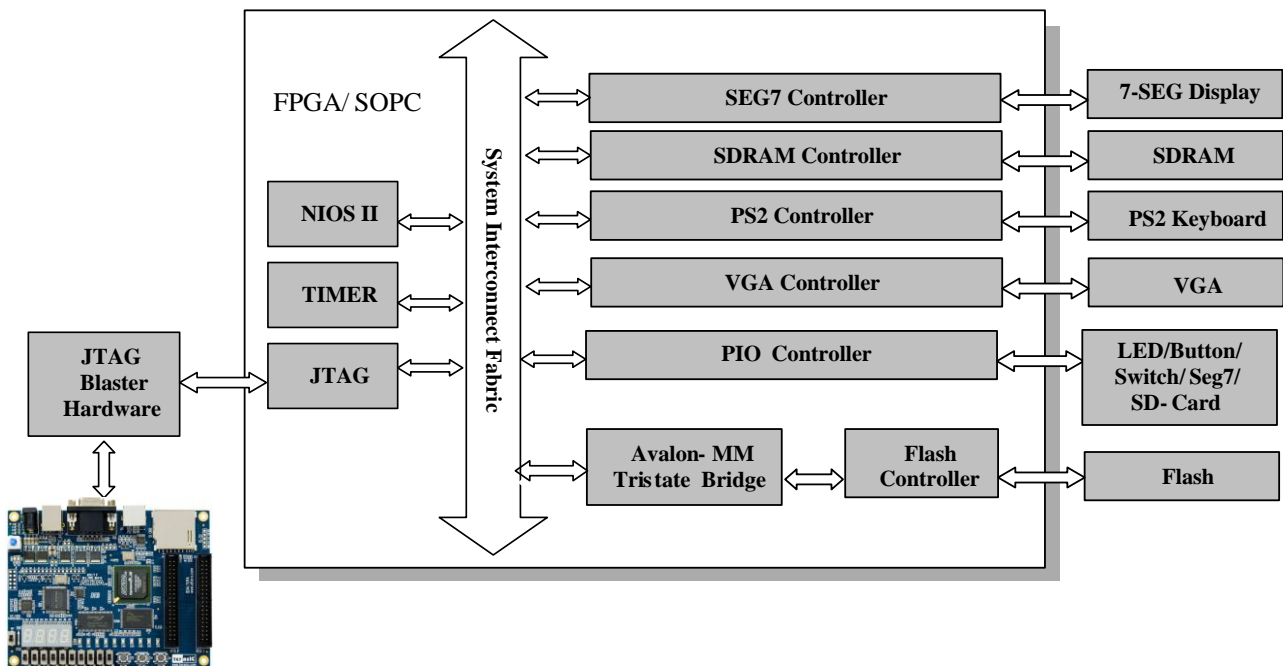 FPGA/ SOPC
System Interconnect Fabric
NIOS II
TIMER
JTAG
JTAG
Blaster
Hardware
SEG7 Controller
7-SEG Display
SDRAM Controller
SDRAM
PS2 Controller
PS2 Keyboard
VGA Controller
VGA
PIO Controller
LED/Button/
Switch/ Seg7/
SD- Card
Avalon- MM
Tristate Bridge
Flash
Controller
Flash